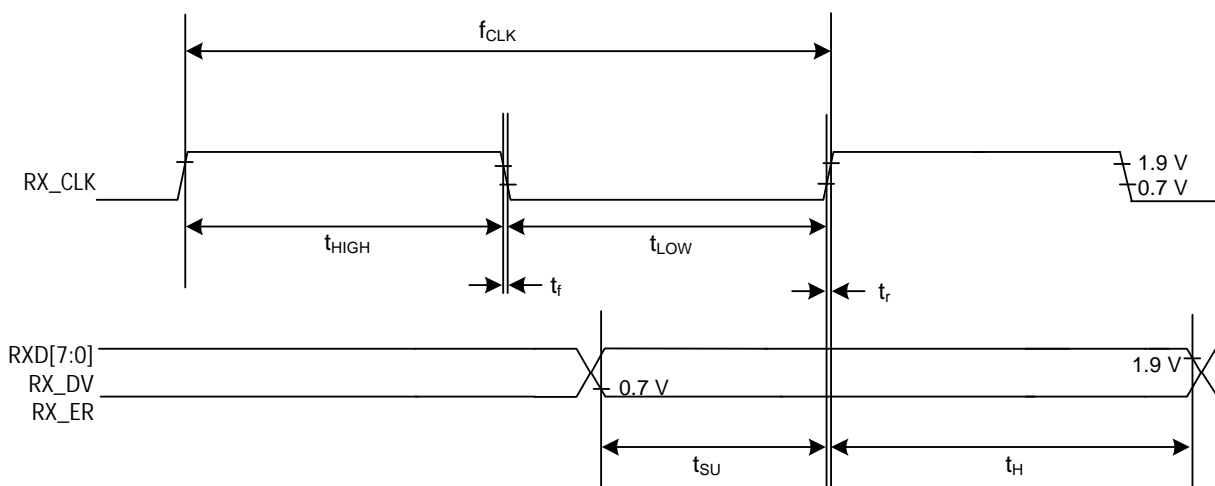 fCLK
1.9 V
RX_CLK
0.7 V
tHIGH
tLOW
tf
tr
RXD[7:0]
1.9 V
RX_DV
0.7 V
RX_ER
tSU
tH